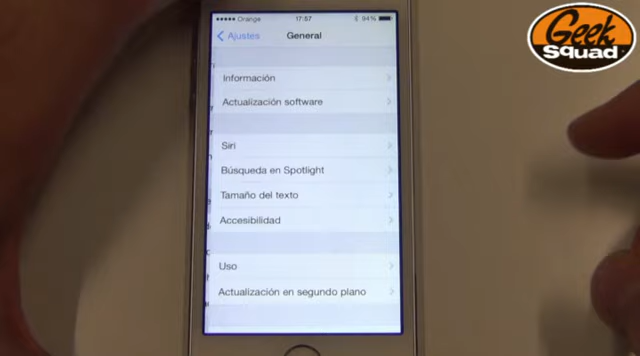 Orange
17:57
94%
Ajustes
General
Geek
Squad
Información
Actualización software
Siri
Búsqueda en Spotlight
Tamaño del texto
Accesibilidad
Uso
Actualización en segundo plano